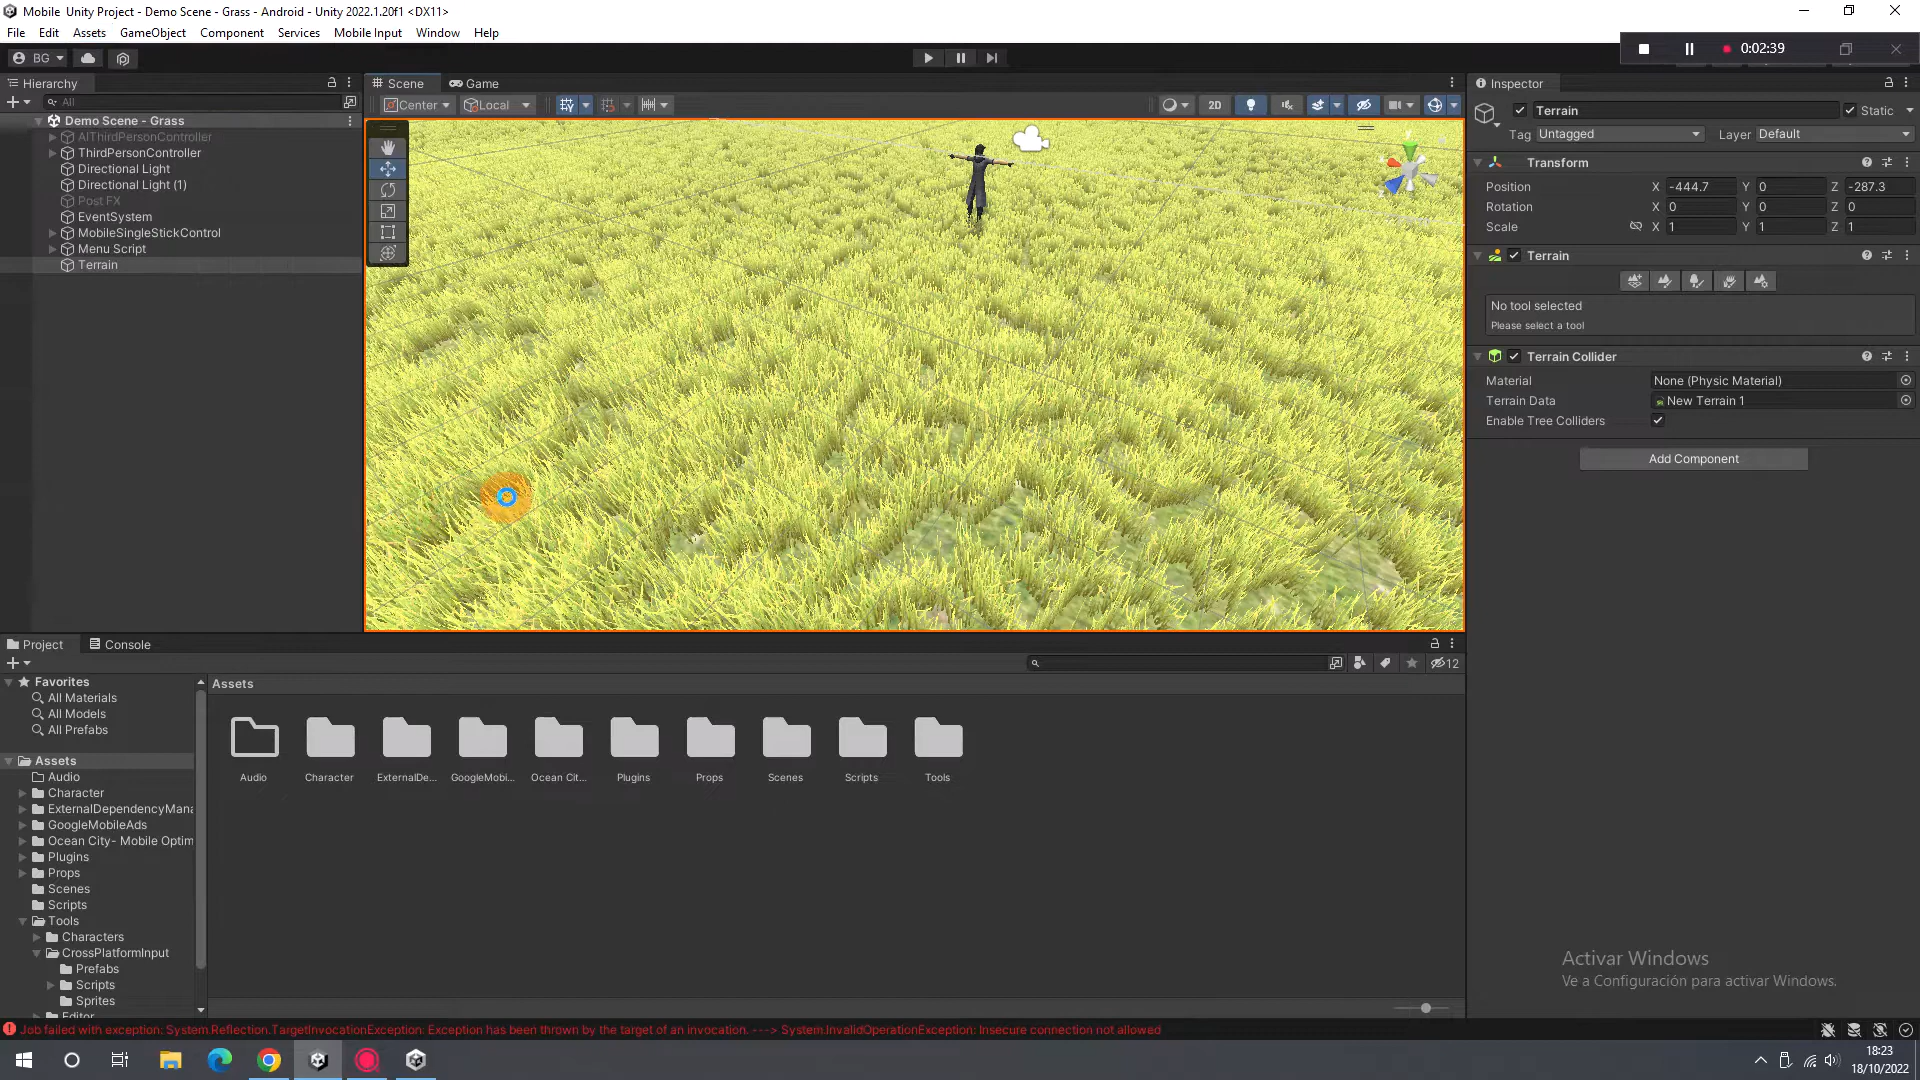 Mobile  Unity Project - Demo Scene - Grass - Android - Unity 2022.1.20f1 <DX11>
File Edit Assets GameObject Component Services Mobile Input Window Help
BG
0:02:39
Hierarchy
All
Demo Scene - Grass
AIThirdPersonController
ThirdPersonController
Directional Light
Directional Light (1)
Post FX
EventSystem
MobileSingleStickControl
Menu Script
Terrain
Scene Game
Center Local 2D
Inspector
Terrain Static
Tag Untagged Layer Default
Transform
Position X -444.7 Y 0 Z -287.3
Rotation X 0 Y 0 Z 0
Scale X 1 Y 1 Z 1
Terrain
No tool selected
Please select a tool
Terrain Collider
Material None (Physic Material)
Terrain Data New Terrain 1
Enable Tree Colliders
Add Component
Project Console
12
Favorites
All Materials
All Models
All Prefabs
Assets
Audio
Character
ExternalDependencyMana
GoogleMobileAds
Ocean City- Mobile Optim
Plugins
Props
Scenes
Scripts
Tools
Characters
CrossPlatformInput
Prefabs
Scripts
Sprites
Editor
Assets
Audio Character ExternalDe... GoogleMobi... Ocean Cit... Plugins Props Scenes Scripts Tools
Activar Windows
Ve a Configuración para activar Windows.
Job failed with exception: System.Reflection.TargetInvocationException: Exception has been thrown by the target of an invocation. ---> System.InvalidOperationException: Insecure connection not allowed
18:23
18/10/2022